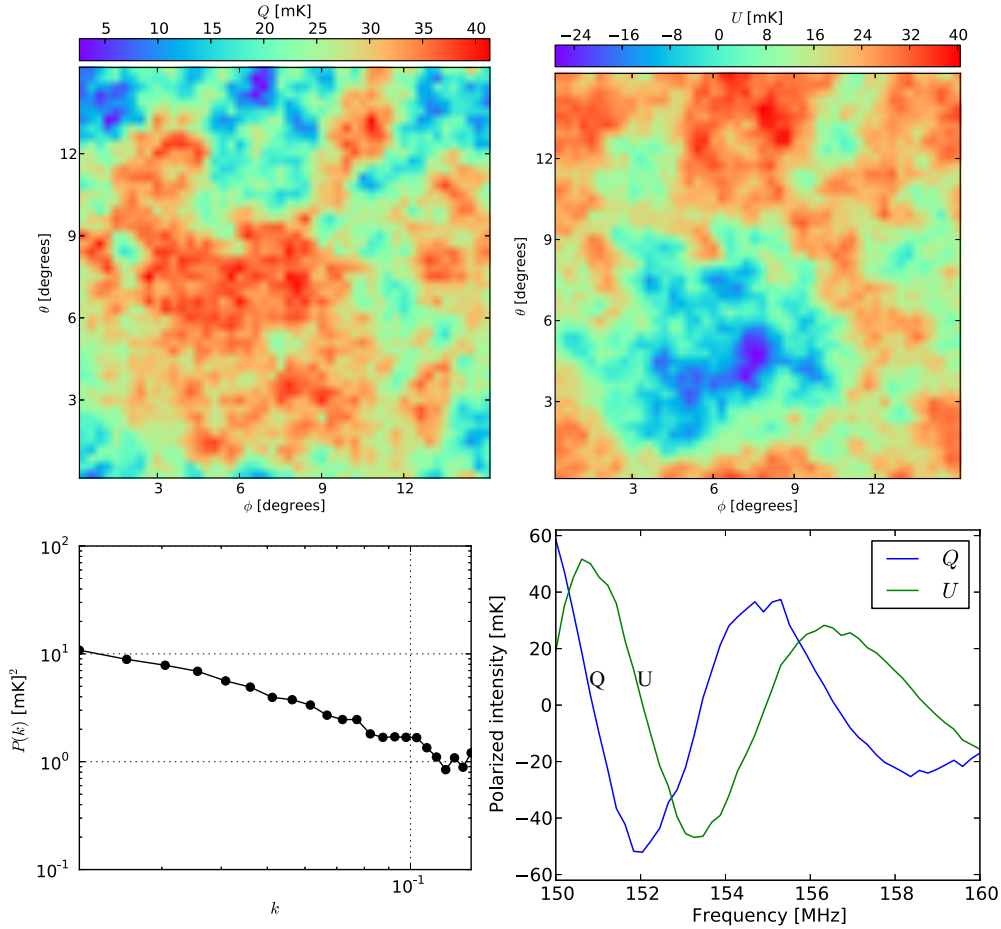 Q [mK]
5 10 15 20 25 30 35 40
θ [degrees]
12
9
6
3
3 6 9 12
ϕ [degrees]
U [mK]
−24 −16 −8 0 8 16 24 32 40
θ [degrees]
12
9
6
3
3 6 9 12
ϕ [degrees]
P(k) [mK]²
10²
10¹
10⁰
10⁻¹
10⁻¹
k
Polarized intensity [mK]
60
40
20
0
−20
−40
−60
Q
U
Q U
150 152 154 156 158 160
Frequency [MHz]